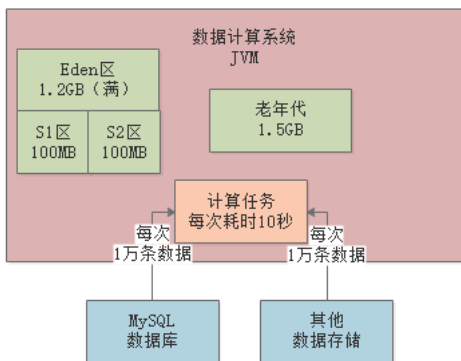 数据计算系统
JVM
Eden区
1.2GB（满）
S1区
100MB
S2区
100MB
老年代
1.5GB
计算任务
每次耗时10秒
每次
1万条数据
每次
1万条数据
MySQL
数据库
其他
数据存储